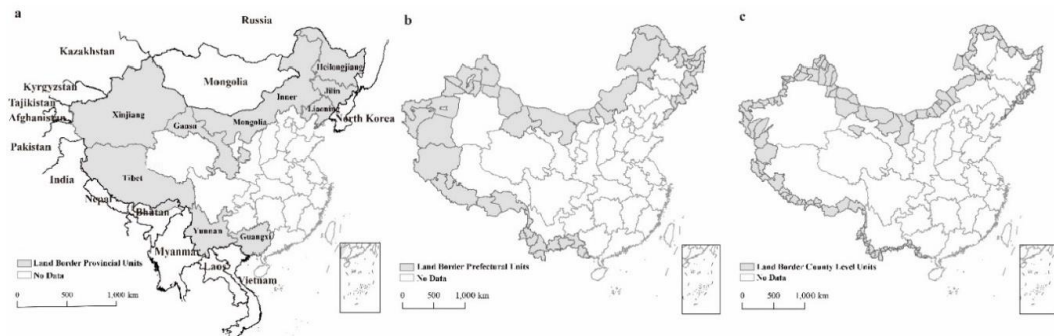 a
Russia
Kazakhstan
Heilongjiang
Mongolia
Kyrgyzstan
Jilin
Inner
Liaoning
Tajikistan
Afghanistan
Xinjiang
Gansu
Mongolia
North Korea
Pakistan
Tibet
India
Nepal
Bhutan
Yunnan
Guangxi
Myanmar
Laos
Vietnam
Land Border Provincial Units
No Data
0 500 1,000 km
b
Land Border Prefectural Units
No Data
0 500 1,000 km
c
Land Border County Level Units
No Data
0 500 1,000 km